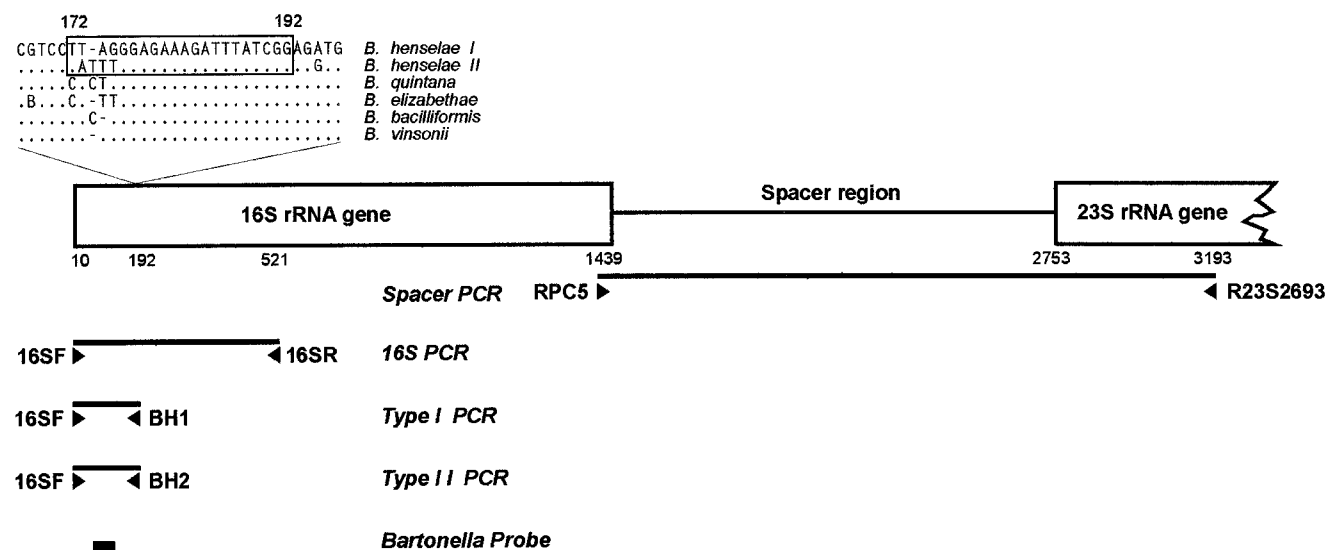 172 192
CGTCCTT-AGGGAGAAAGATTTATCGGAGATG B. henselae I
.......ATTT....................G.. B. henselae II
.....C.CT....................... B. quintana
.B...C.-TT...................... B. elizabethae
.......C-....................... B. bacilliformis
.......-........................ B. vinsonii
16S rRNA gene Spacer region 23S rRNA gene
10 192 521 1439 2753 3193
Spacer PCR RPC5 R23S2693
16SF 16SR 16S PCR
16SF BH1 Type I PCR
16SF BH2 Type II PCR
Bartonella Probe